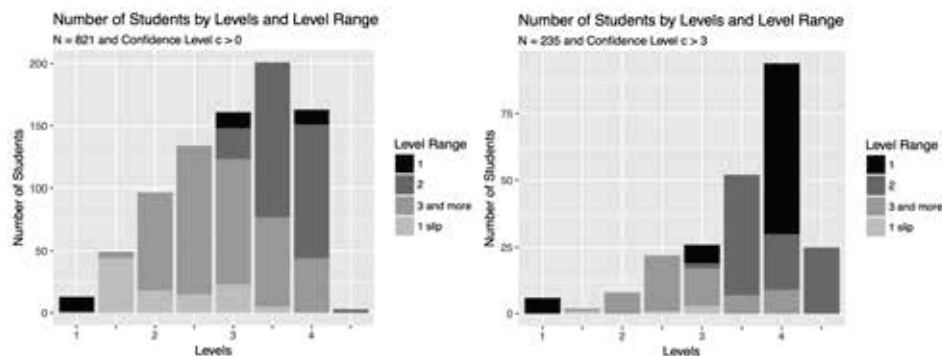 Number of Students by Levels and Level Range
N = 821 and Confidence Level c > 0
200
150
100
50
0
Number of Students
1
2
3
4
Levels
Level Range
1
2
3 and more
1 slip
Number of Students by Levels and Level Range
N = 235 and Confidence Level c > 3
75
50
25
0
Number of Students
1
2
3
4
Levels
Level Range
1
2
3 and more
1 slip